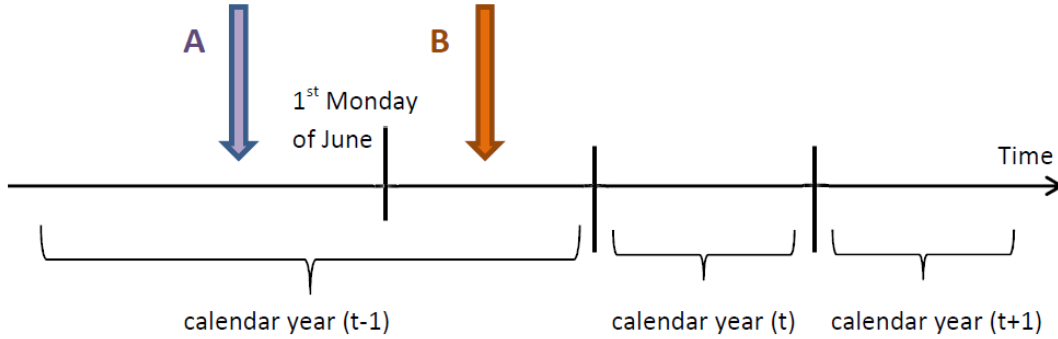 A
B
1st Monday
of June
Time
calendar year (t-1)
calendar year (t)
calendar year (t+1)